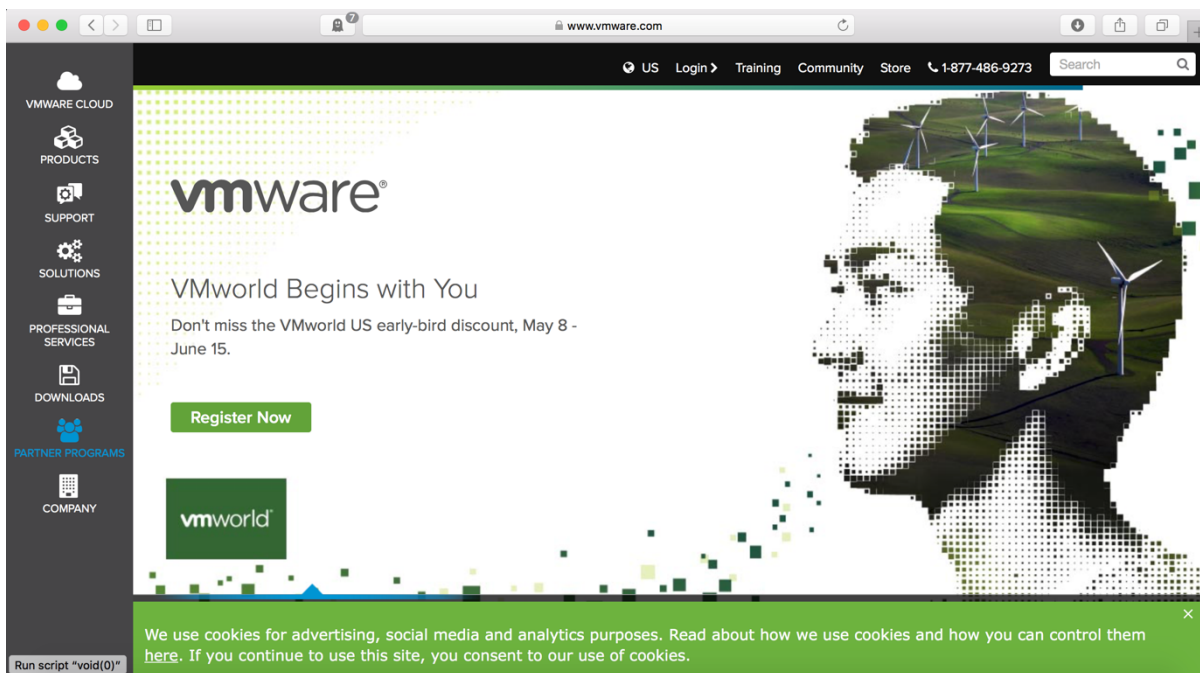 7
www.vmware.com
US Login Training Community Store 1-877-486-9273 Search
VMWARE CLOUD
PRODUCTS
SUPPORT
SOLUTIONS
PROFESSIONAL
SERVICES
DOWNLOADS
PARTNER PROGRAMS
COMPANY
vmware®
VMworld Begins with You
Don't miss the VMworld US early-bird discount, May 8 -
June 15.
Register Now
vmworld
We use cookies for advertising, social media and analytics purposes. Read about how we use cookies and how you can control them
here. If you continue to use this site, you consent to our use of cookies.
Run script “void(0)”